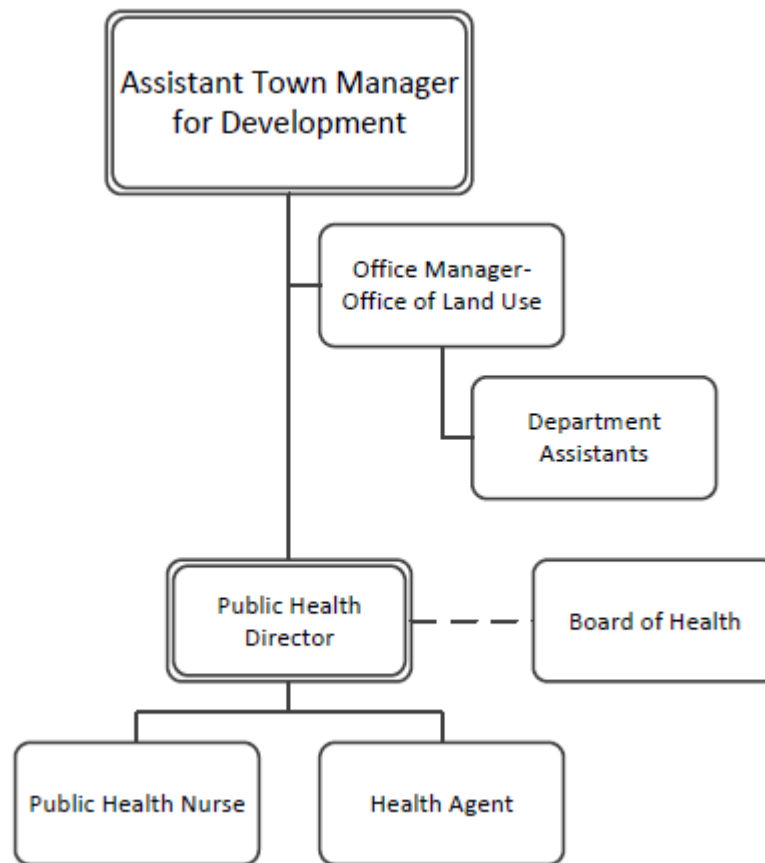 Assistant Town Manager
for Development
Office Manager-
Office of Land Use
Department
Assistants
Public Health
Director
Board of Health
Public Health Nurse
Health Agent